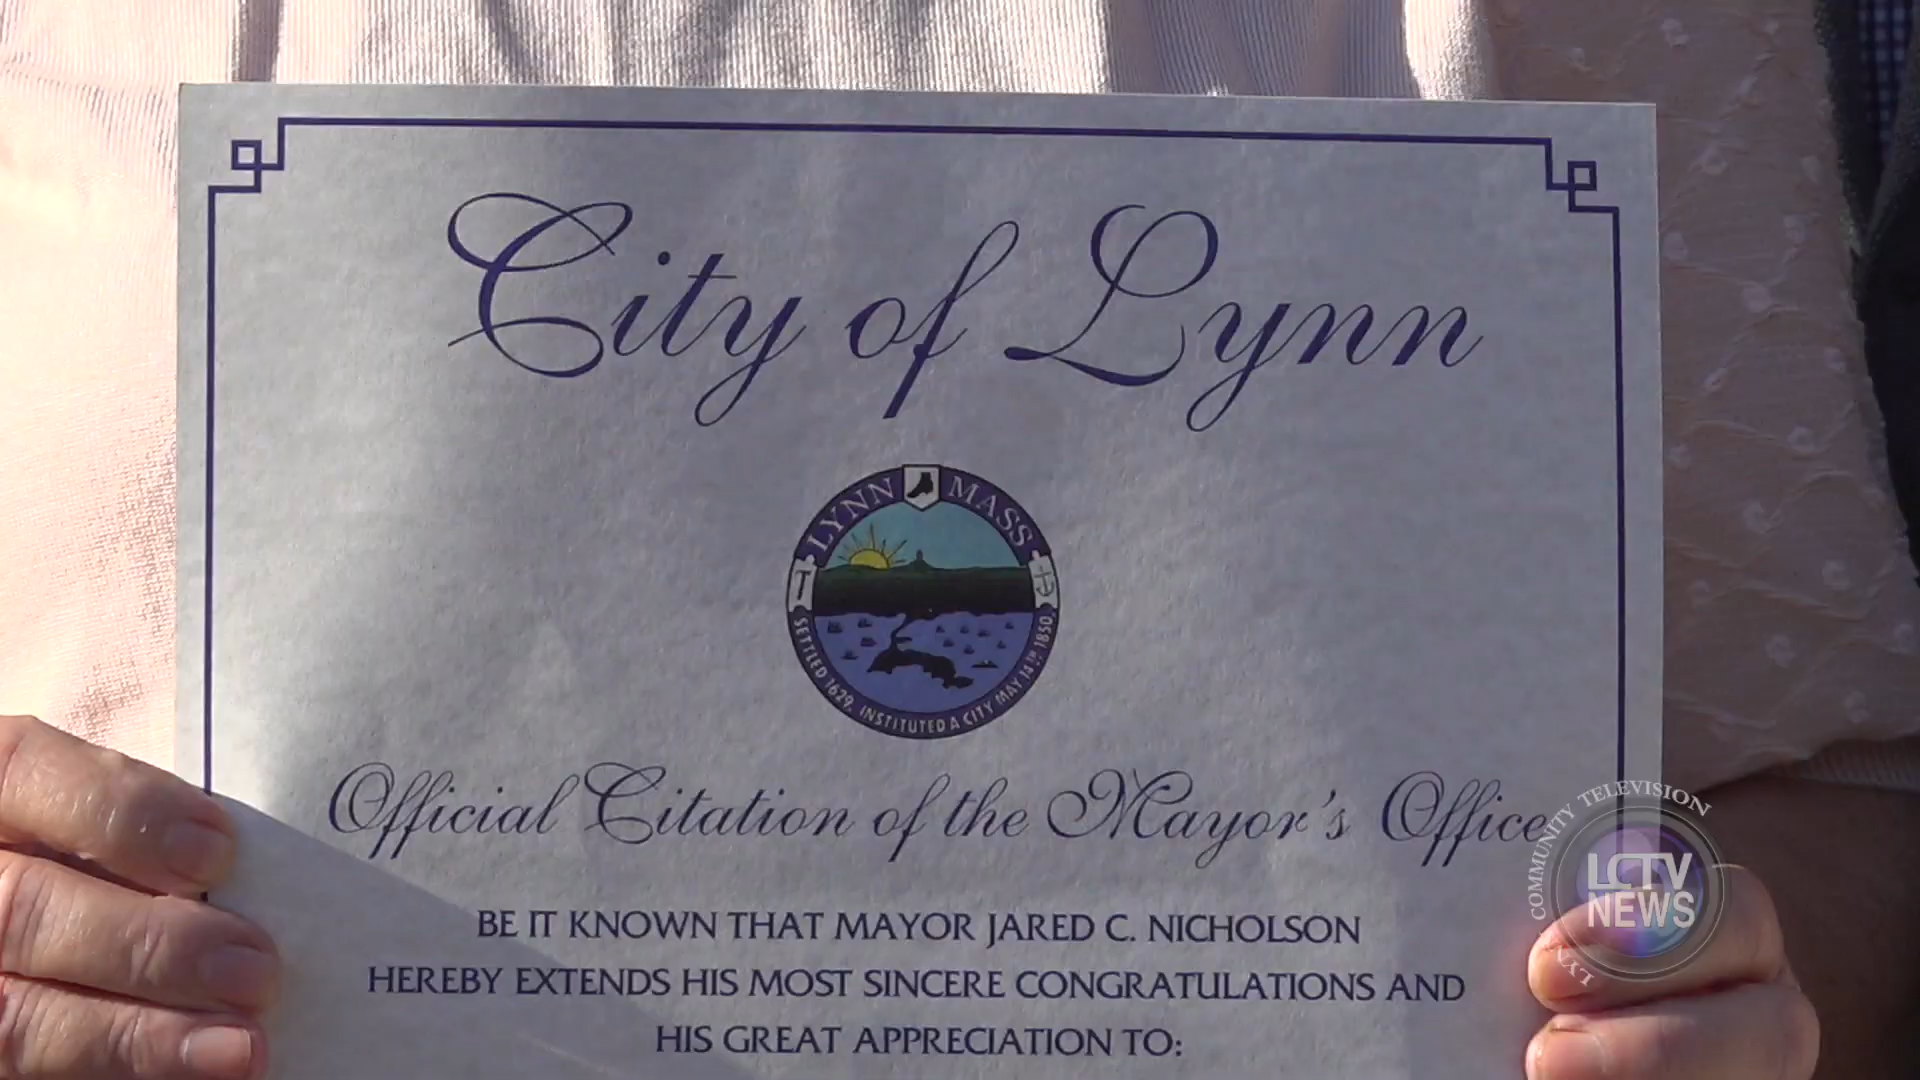 City of Lynn
LYNN MASS
SETTLED 1629. INSTITUTED A CITY MAY 14TH 1850.
Official Citation of the Mayor's Office
BE IT KNOWN THAT MAYOR JARED C. NICHOLSON
HEREBY EXTENDS HIS MOST SINCERE CONGRATULATIONS AND
HIS GREAT APPRECIATION TO:
COMMUNITY TELEVISION
LCTV
NEWS
LYNN